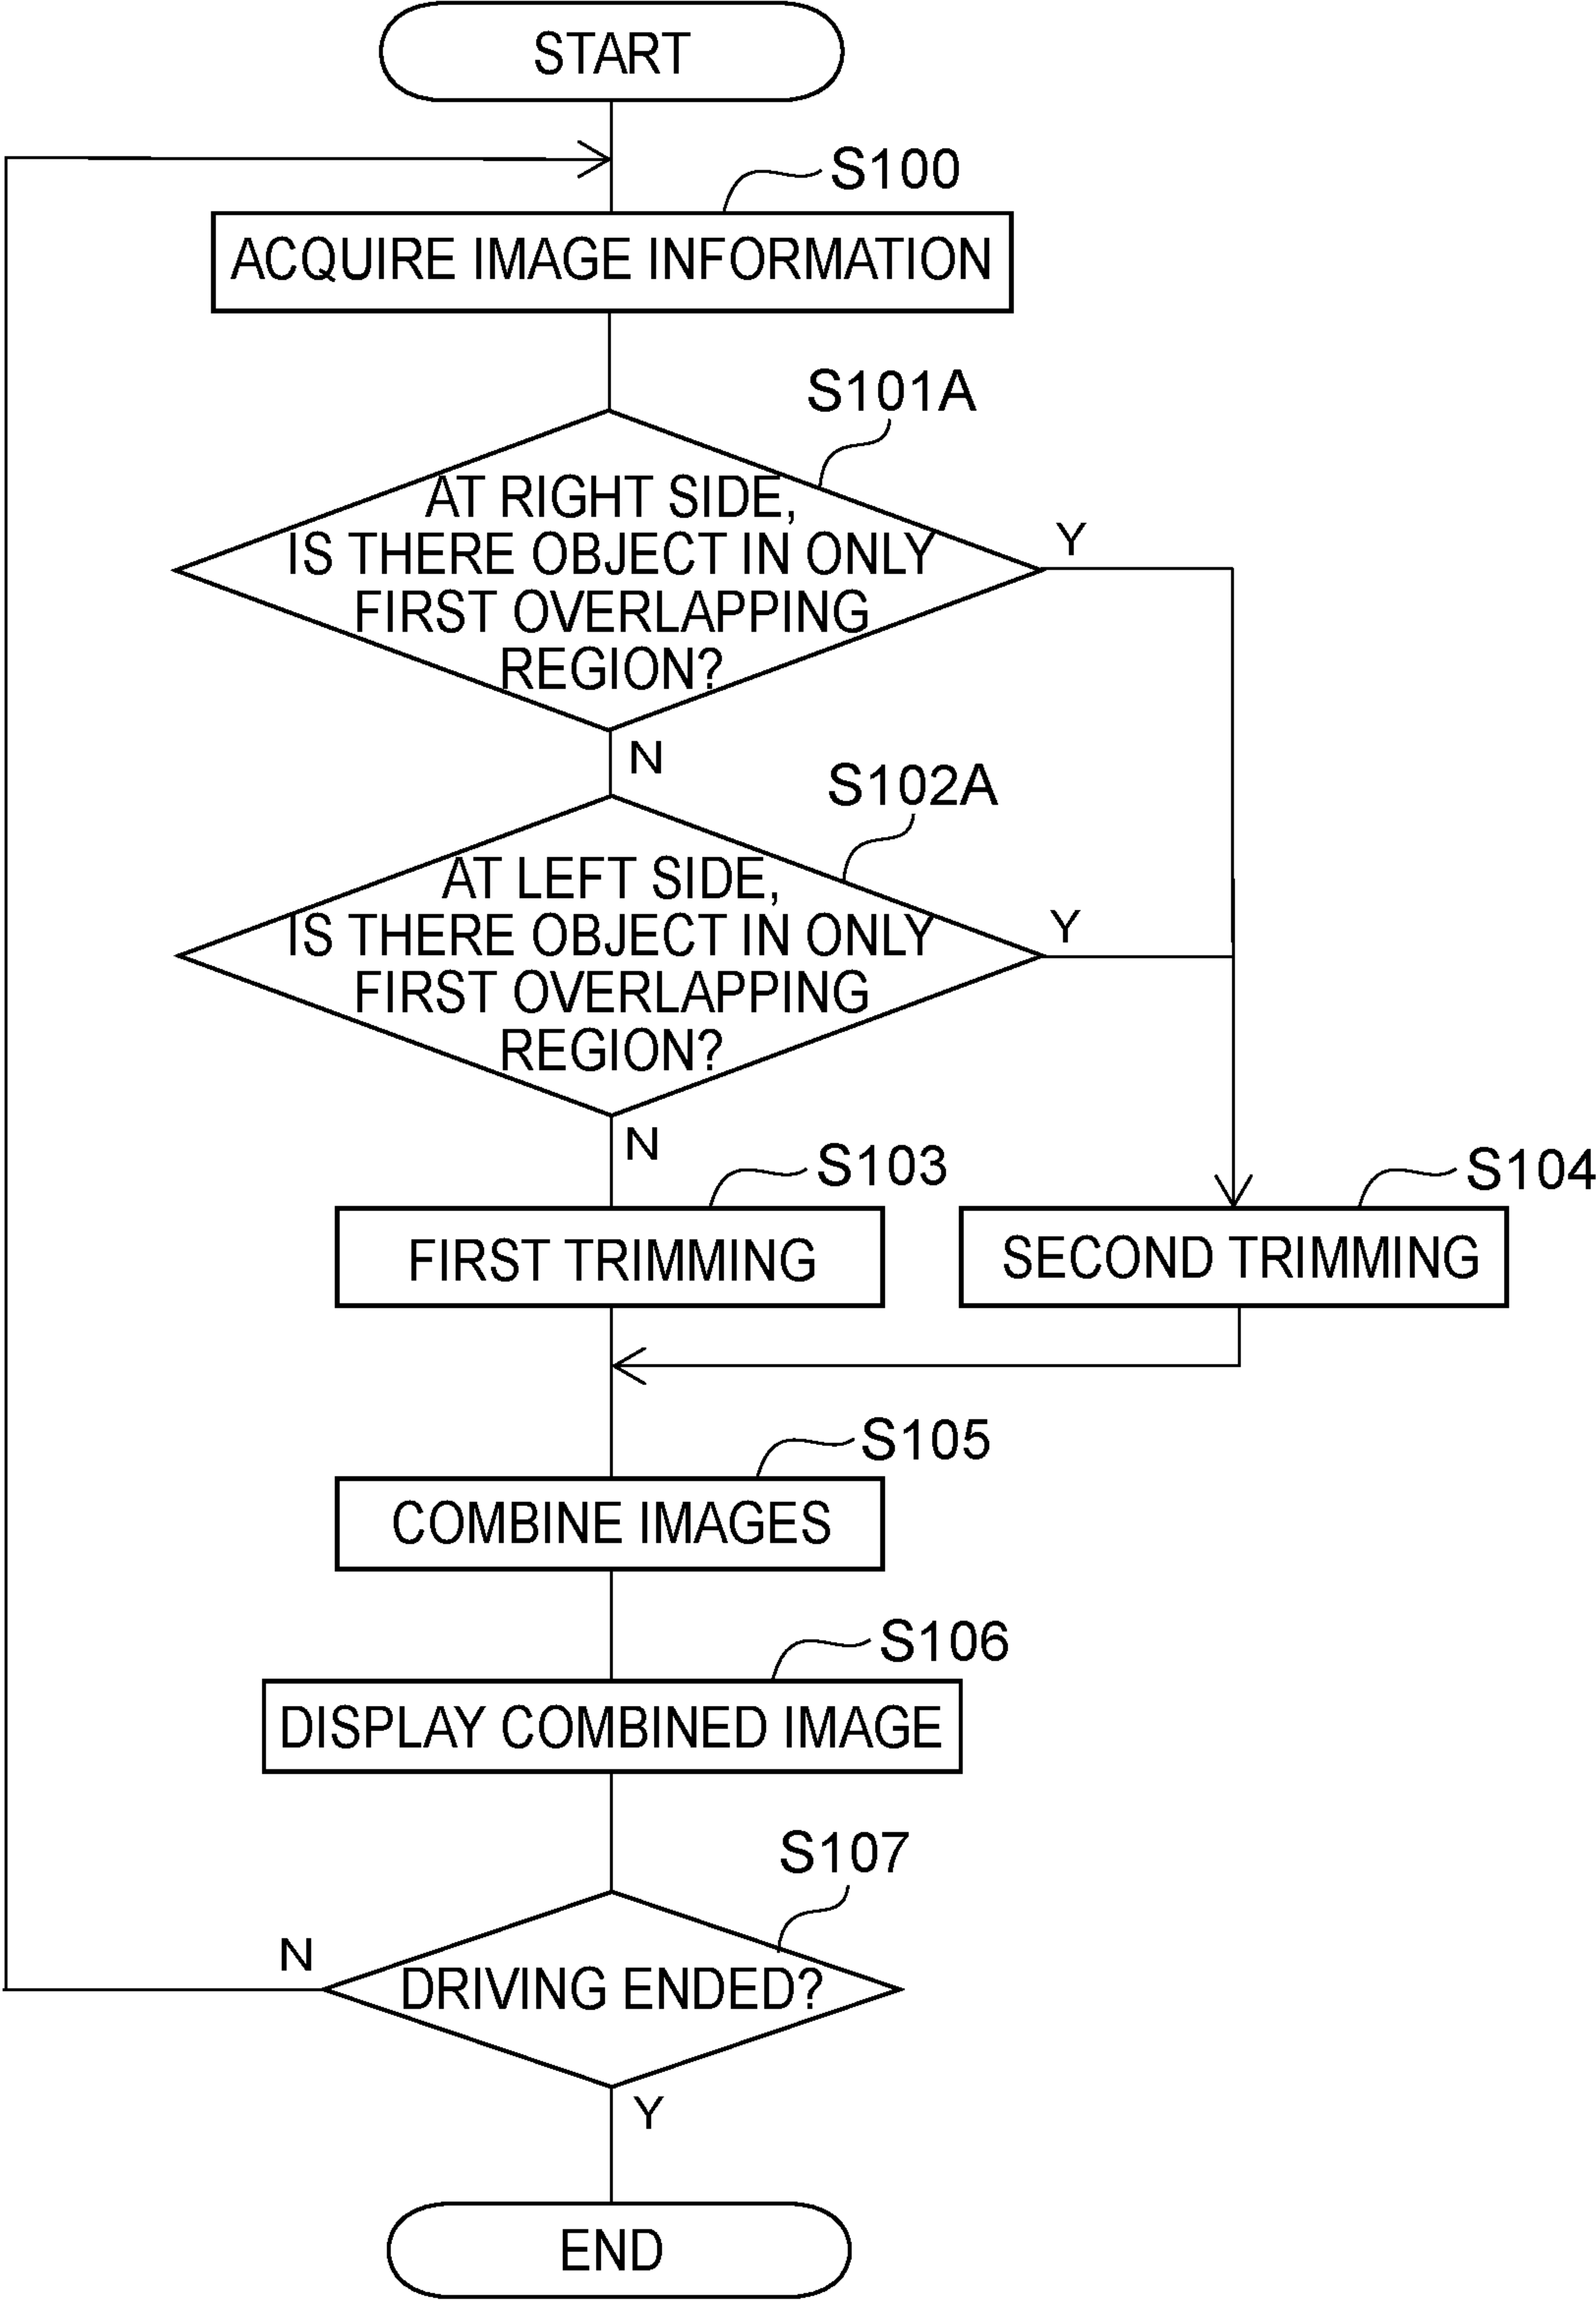 START
S100
ACQUIRE IMAGE INFORMATION
S101A
AT RIGHT SIDE,
IS THERE OBJECT IN ONLY
FIRST OVERLAPPING
REGION?
Y
N
S102A
AT LEFT SIDE,
IS THERE OBJECT IN ONLY
FIRST OVERLAPPING
REGION?
Y
N
S103
FIRST TRIMMING
S104
SECOND TRIMMING
S105
COMBINE IMAGES
S106
DISPLAY COMBINED IMAGE
S107
DRIVING ENDED?
N
Y
END